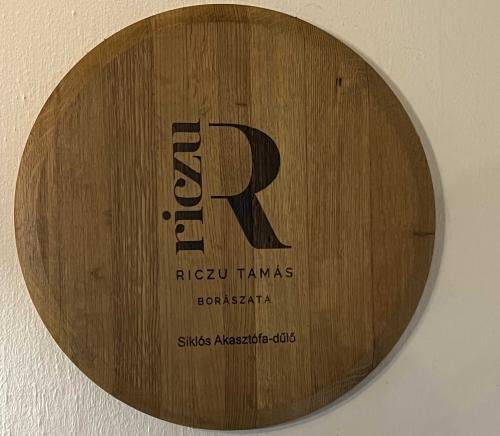 riczu
R
RICZU TAMÁS
BORÁSZATA
Siklós Akasztófa-dűlő